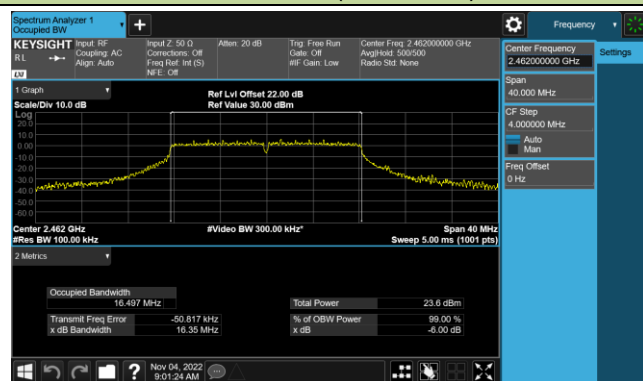 Spectrum Analyzer 1
Occupied BW
Frequency
KEYSIGHT
R L
LXI
Input: RF
Coupling: AC
Align: Auto
Input Z: 50 Ω
Corrections: Off
Freq Ref: Int (S)
NFE: Off
Atten: 20 dB
Trig: Free Run
Gate: Off
#IF Gain: Low
Center Freq: 2.462000000 GHz
Avg|Hold: 500/500
Radio Std: None
Center Frequency
2.462000000 GHz
Settings
Span
40.000 MHz
CF Step
4.000000 MHz
Auto
Man
Freq Offset
0 Hz
1 Graph
Scale/Div 10.0 dB
Ref Lvl Offset 22.00 dB
Ref Value 30.00 dBm
Log
20.0
10.0
0.00
-10.0
-20.0
-30.0
-40.0
-50.0
-60.0
Center 2.462 GHz
#Res BW 100.00 kHz
#Video BW 300.00 kHz*
Span 40 MHz
Sweep 5.00 ms (1001 pts)
2 Metrics
Occupied Bandwidth
16.497 MHz
Total Power 23.6 dBm
Transmit Freq Error -50.817 kHz
% of OBW Power 99.00 %
x dB Bandwidth 16.35 MHz
x dB -6.00 dB
Nov 04, 2022
9:01:24 AM